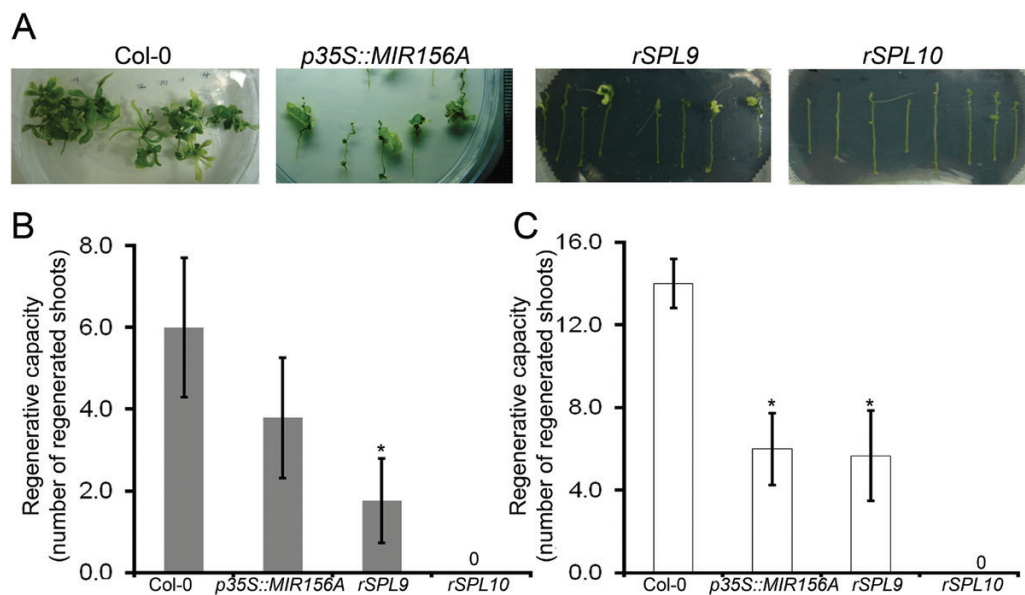 A
Col-0 p35S::MIR156A rSPL9 rSPL10
B
Regenerative capacity
(number of regenerated shoots)
8.0
6.0
4.0
2.0
0.0
*
0
Col-0 p35S::MIR156A rSPL9 rSPL10
C
Regenerative capacity
(number of regenerated shoots)
16.0
12.0
8.0
4.0
0.0
* *
0
Col-0 p35S::MIR156A rSPL9 rSPL10